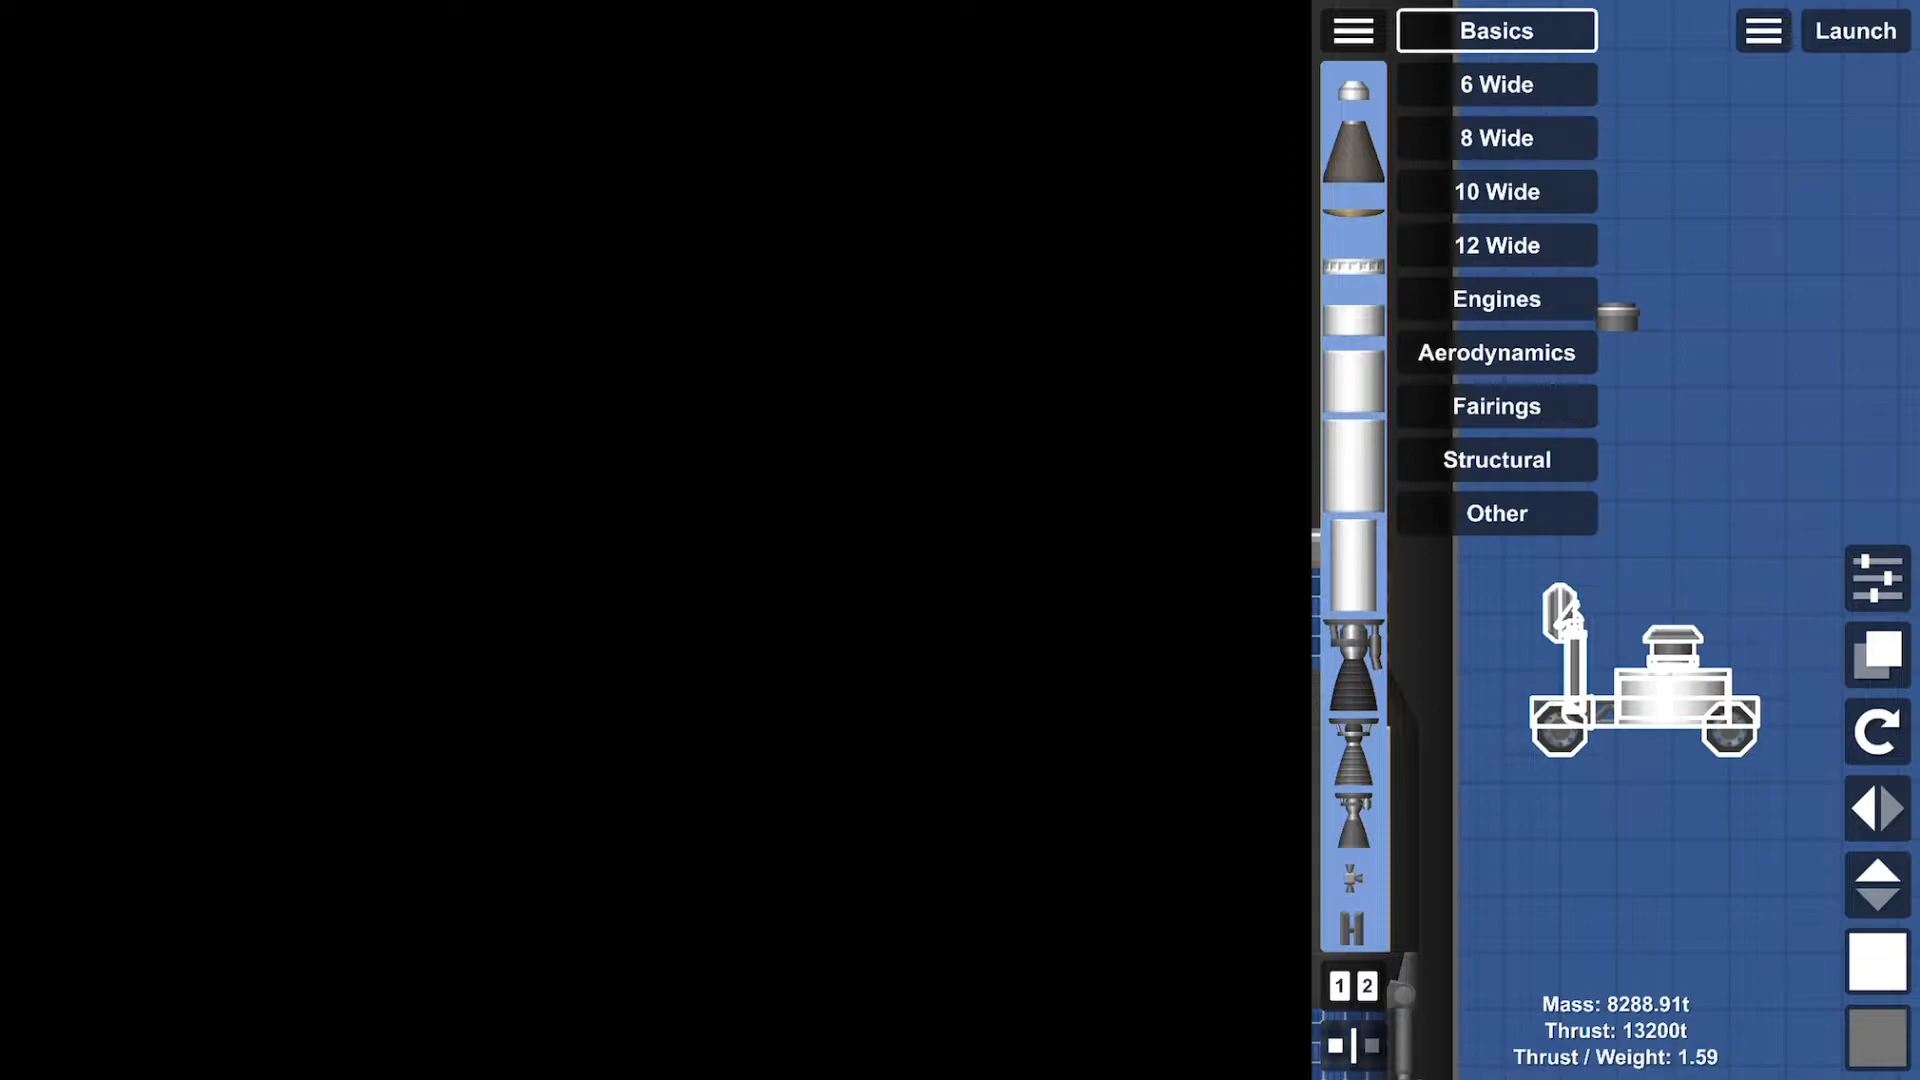 Basics
Launch
6 Wide
8 Wide
10 Wide
12 Wide
Engines
Aerodynamics
Fairings
Structural
Other
1 2
Mass: 8288.91t
Thrust: 13200t
Thrust / Weight: 1.59